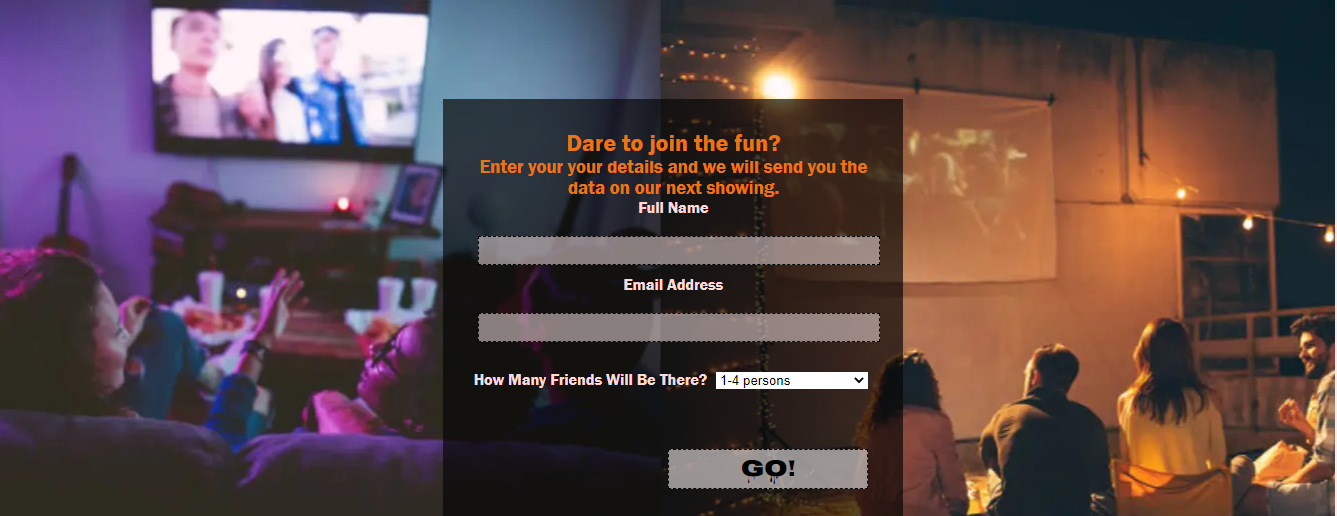 Dare to join the fun?
Enter your your details and we will send you the
data on our next showing.
Full Name
Email Address
How Many Friends Will Be There? 1-4 persons
GO!